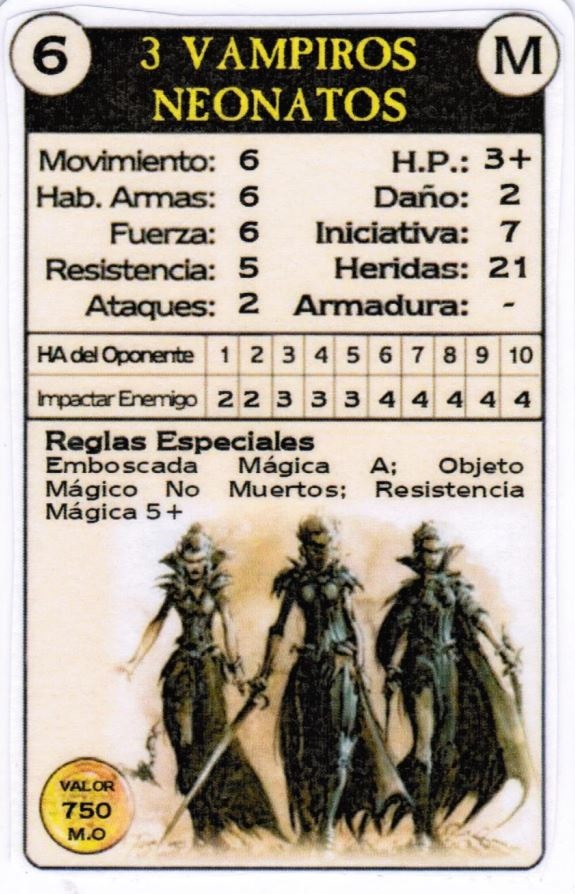 6 3 VAMPIROS M
NEONATOS
Movimiento: 6 H.P.: 3+
Hab. Armas: 6 Daño: 2
Fuerza: 6 Iniciativa: 7
Resistencia: 5 Heridas: 21
Ataques: 2 Armadura: -
HA del Oponente 1 2 3 4 5 6 7 8 9 10
Impactar Enemigo 2 2 3 3 3 4 4 4 4 4
Reglas Especiales
Emboscada Mágica A; Objeto
Mágico No Muertos; Resistencia
Mágica 5+
VALOR
750
M.O